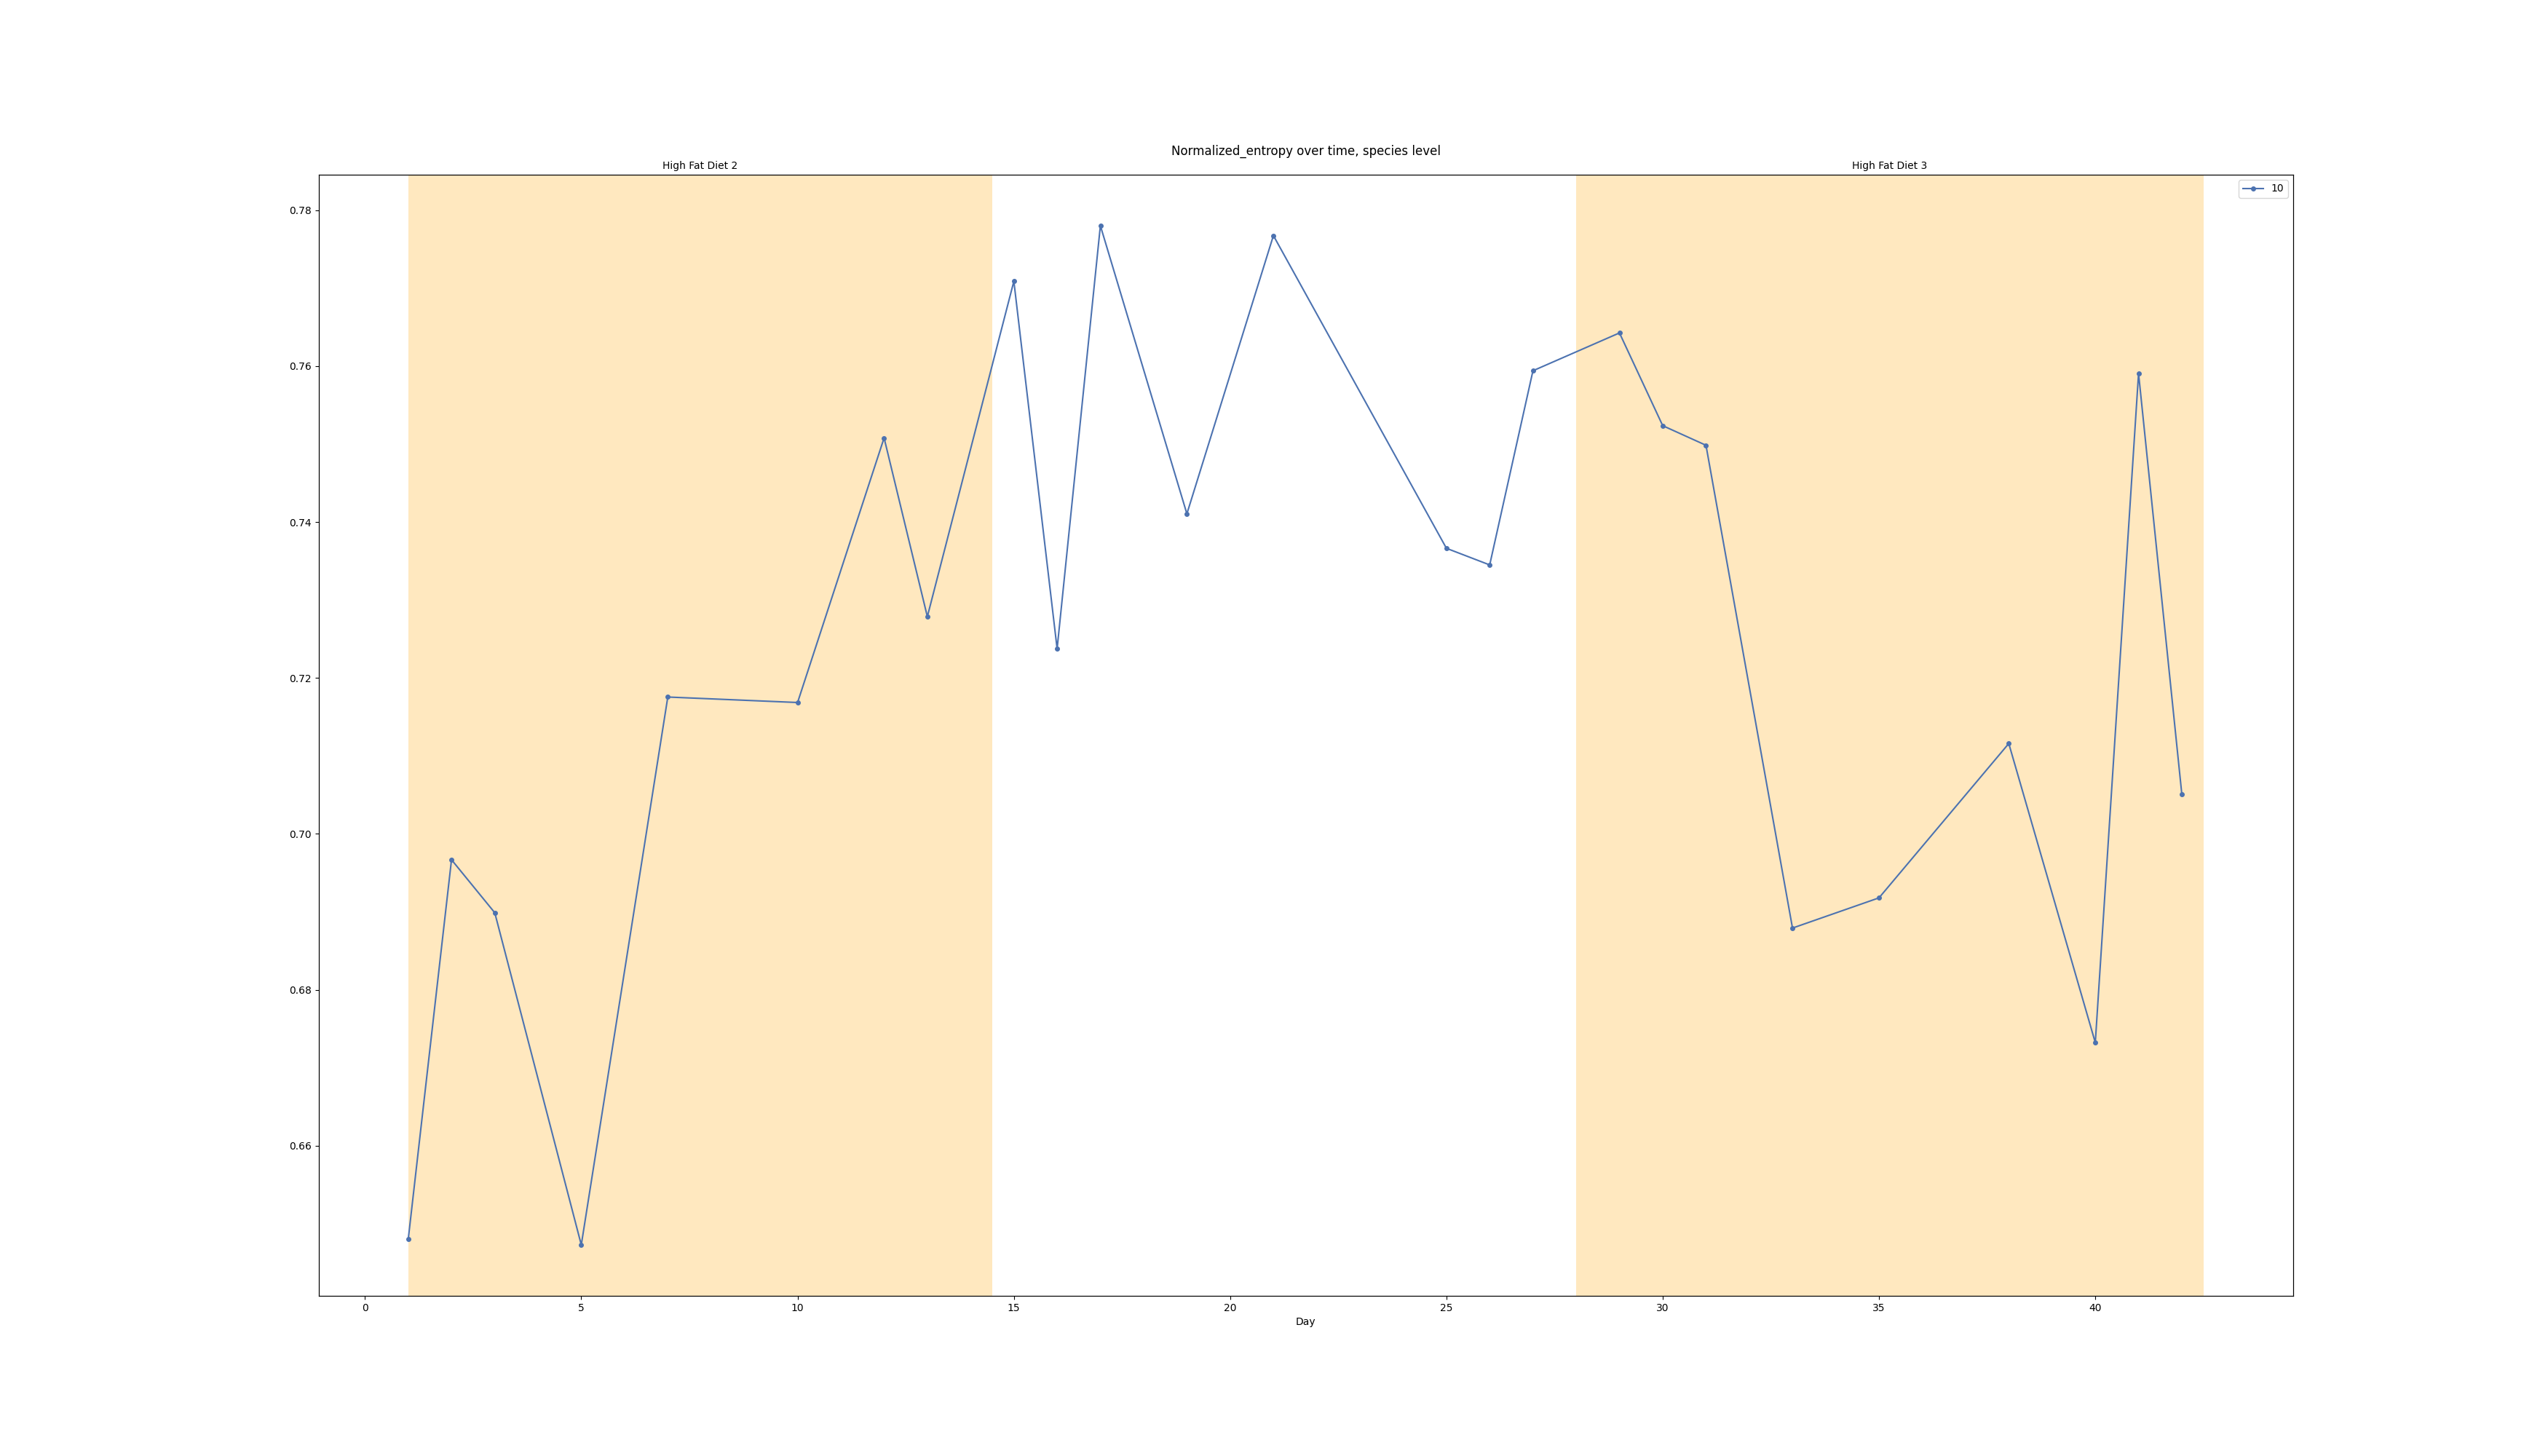 Normalized_entropy over time, species level
High Fat Diet 2
High Fat Diet 3
10
0.78
0.76
0.74
0.72
0.70
0.68
0.66
0 5 10 15 20 25 30 35 40
Day